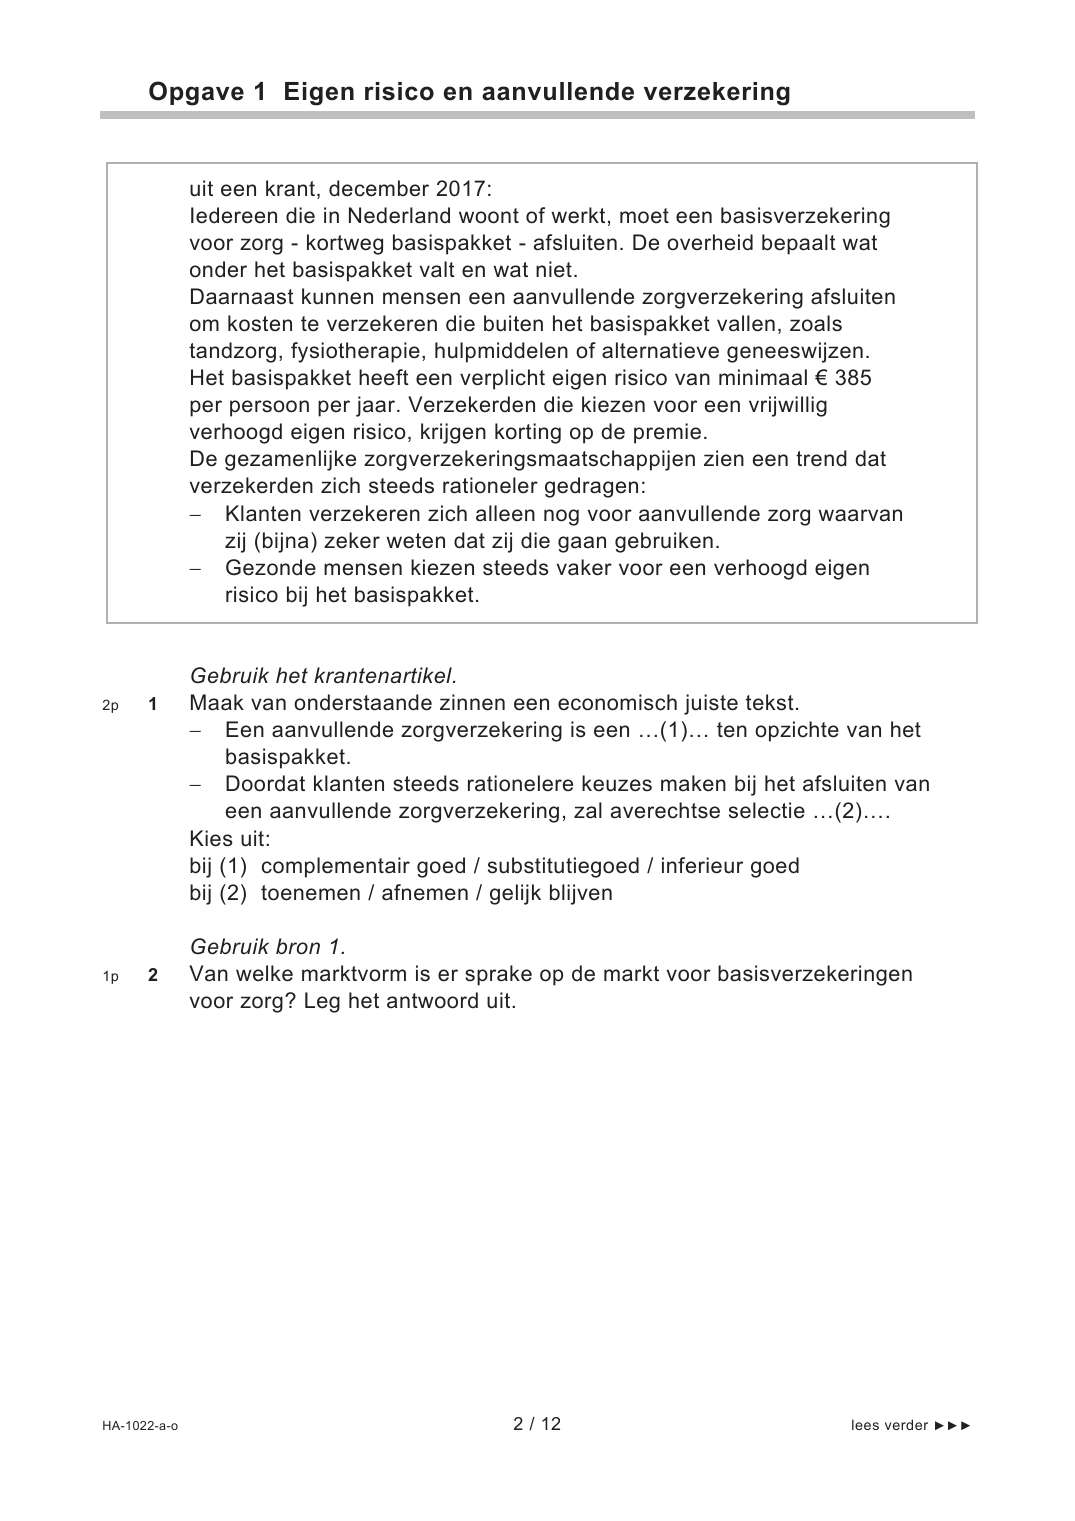 Opgave 1 Eigen risico en aanvullende verzekering
uit een krant, december 2017:
Iedereen die in Nederland woont of werkt, moet een basisverzekering
voor zorg - kortweg basispakket - afsluiten. De overheid bepaalt wat
onder het basispakket valt en wat niet.
Daarnaast kunnen mensen een aanvullende zorgverzekering afsluiten
om kosten te verzekeren die buiten het basispakket vallen, zoals
tandzorg, fysiotherapie, hulpmiddelen of alternatieve geneeswijzen.
Het basispakket heeft een verplicht eigen risico van minimaal € 385
per persoon per jaar. Verzekerden die kiezen voor een vrijwillig
verhoogd eigen risico, krijgen korting op de premie.
De gezamenlijke zorgverzekeringsmaatschappijen zien een trend dat
verzekerden zich steeds rationeler gedragen:
– Klanten verzekeren zich alleen nog voor aanvullende zorg waarvan
zij (bijna) zeker weten dat zij die gaan gebruiken.
– Gezonde mensen kiezen steeds vaker voor een verhoogd eigen
risico bij het basispakket.
Gebruik het krantenartikel.
2p 1 Maak van onderstaande zinnen een economisch juiste tekst.
– Een aanvullende zorgverzekering is een …(1)… ten opzichte van het
basispakket.
– Doordat klanten steeds rationelere keuzes maken bij het afsluiten van
een aanvullende zorgverzekering, zal averechtse selectie …(2)….
Kies uit:
bij (1) complementair goed / substitutiegoed / inferieur goed
bij (2) toenemen / afnemen / gelijk blijven
Gebruik bron 1.
1p 2 Van welke marktvorm is er sprake op de markt voor basisverzekeringen
voor zorg? Leg het antwoord uit.
HA-1022-a-o 2 / 12 lees verder ►►►